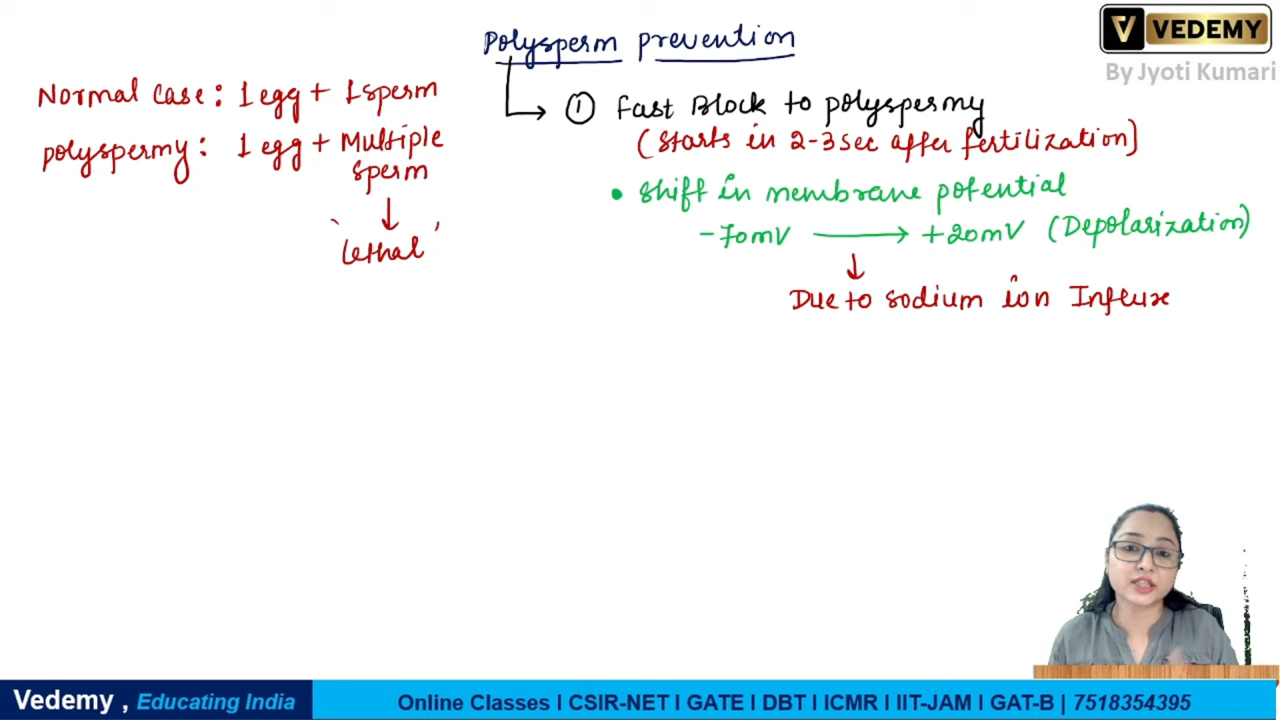 Polysperm prevention
VEDEMY
By Jyoti Kumari
Normal case : 1 egg + 1 sperm
polyspermy : 1 egg + Multiple sperm
'lethal'
① Fast Block to polyspermy
(starts in 2-3 sec after fertilization)
• shift in membrane potential
-70mV → +20mV (Depolarization)
Due to sodium ion Influx
Vedemy , Educating India
Online Classes I CSIR-NET I GATE I DBT I ICMR I IIT-JAM I GAT-B | 7518354395